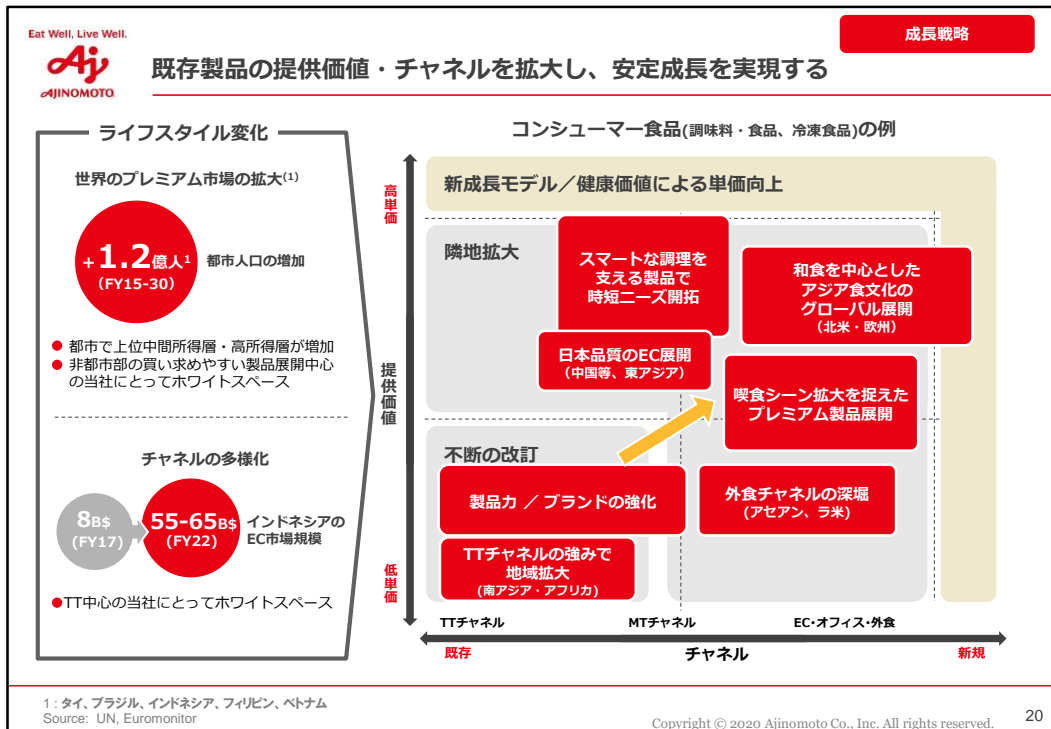 Eat Well, Live Well.
AJINOMOTO
成長戦略
既存製品の提供価値・チャネルを拡大し、安定成長を実現する
ライフスタイル変化
世界のプレミアム市場の拡大(1)
+1.2億人1
(FY15-30)
都市人口の増加
● 都市で上位中間所得層・高所得層が増加
● 非都市部の買い求めやすい製品展開中心
の当社にとってホワイトスペース
チャネルの多様化
8B$
(FY17)
55-65B$
(FY22)
インドネシアの
EC市場規模
●TT中心の当社にとってホワイトスペース
コンシューマー食品(調味料・食品、冷凍食品)の例
高単価
提供価値
低単価
新成長モデル／健康価値による単価向上
隣地拡大
スマートな調理を
支える製品で
時短ニーズ開拓
和食を中心とした
アジア食文化の
グローバル展開
(北米・欧州)
日本品質のEC展開
(中国等、東アジア)
喫食シーン拡大を捉えた
プレミアム製品展開
不断の改訂
製品力 ／ ブランドの強化
外食チャネルの深堀
(アセアン、ラ米)
TTチャネルの強みで
地域拡大
(南アジア・アフリカ)
TTチャネル
MTチャネル
EC・オフィス・外食
既存
チャネル
新規
1：タイ、ブラジル、インドネシア、フィリピン、ベトナム
Source: UN, Euromonitor
Copyright © 2020 Ajinomoto Co., Inc. All rights reserved.
20